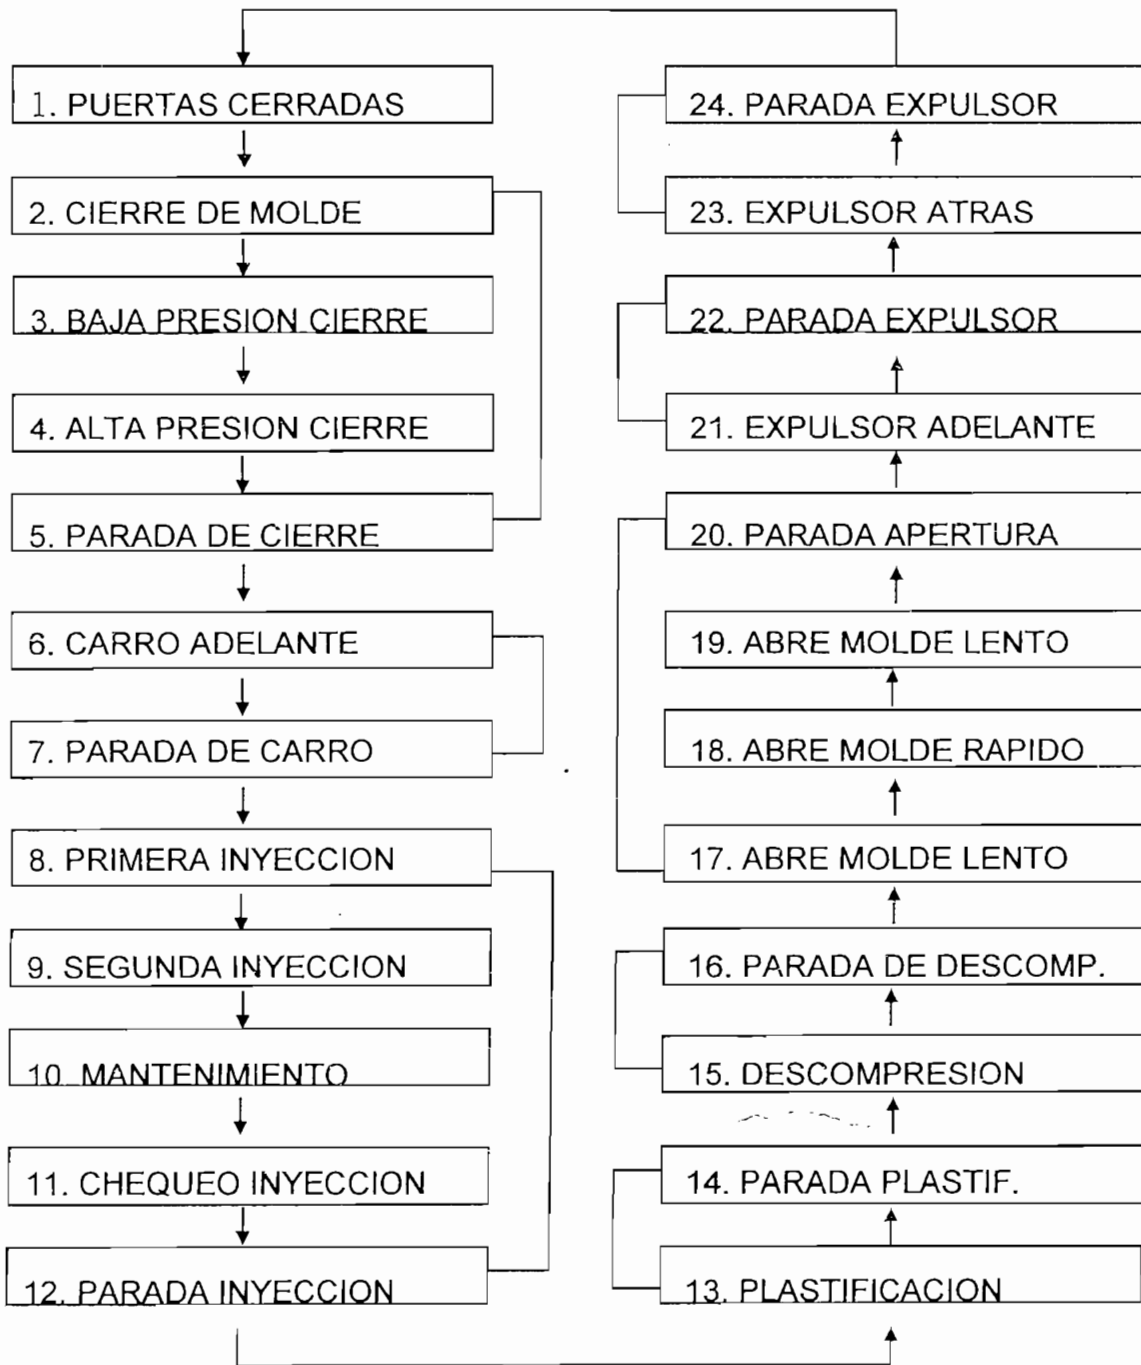 1. PUERTAS CERRADAS
2. CIERRE DE MOLDE
3. BAJA PRESION CIERRE
4. ALTA PRESION CIERRE
5. PARADA DE CIERRE
6. CARRO ADELANTE
7. PARADA DE CARRO
8. PRIMERA INYECCION
9. SEGUNDA INYECCION
10. MANTENIMIENTO
11. CHEQUEO INYECCION
12. PARADA INYECCION
13. PLASTIFICACION
14. PARADA PLASTIF.
15. DESCOMPRESION
16. PARADA DE DESCOMP.
17. ABRE MOLDE LENTO
18. ABRE MOLDE RAPIDO
19. ABRE MOLDE LENTO
20. PARADA APERTURA
21. EXPULSOR ADELANTE
22. PARADA EXPULSOR
23. EXPULSOR ATRAS
24. PARADA EXPULSOR